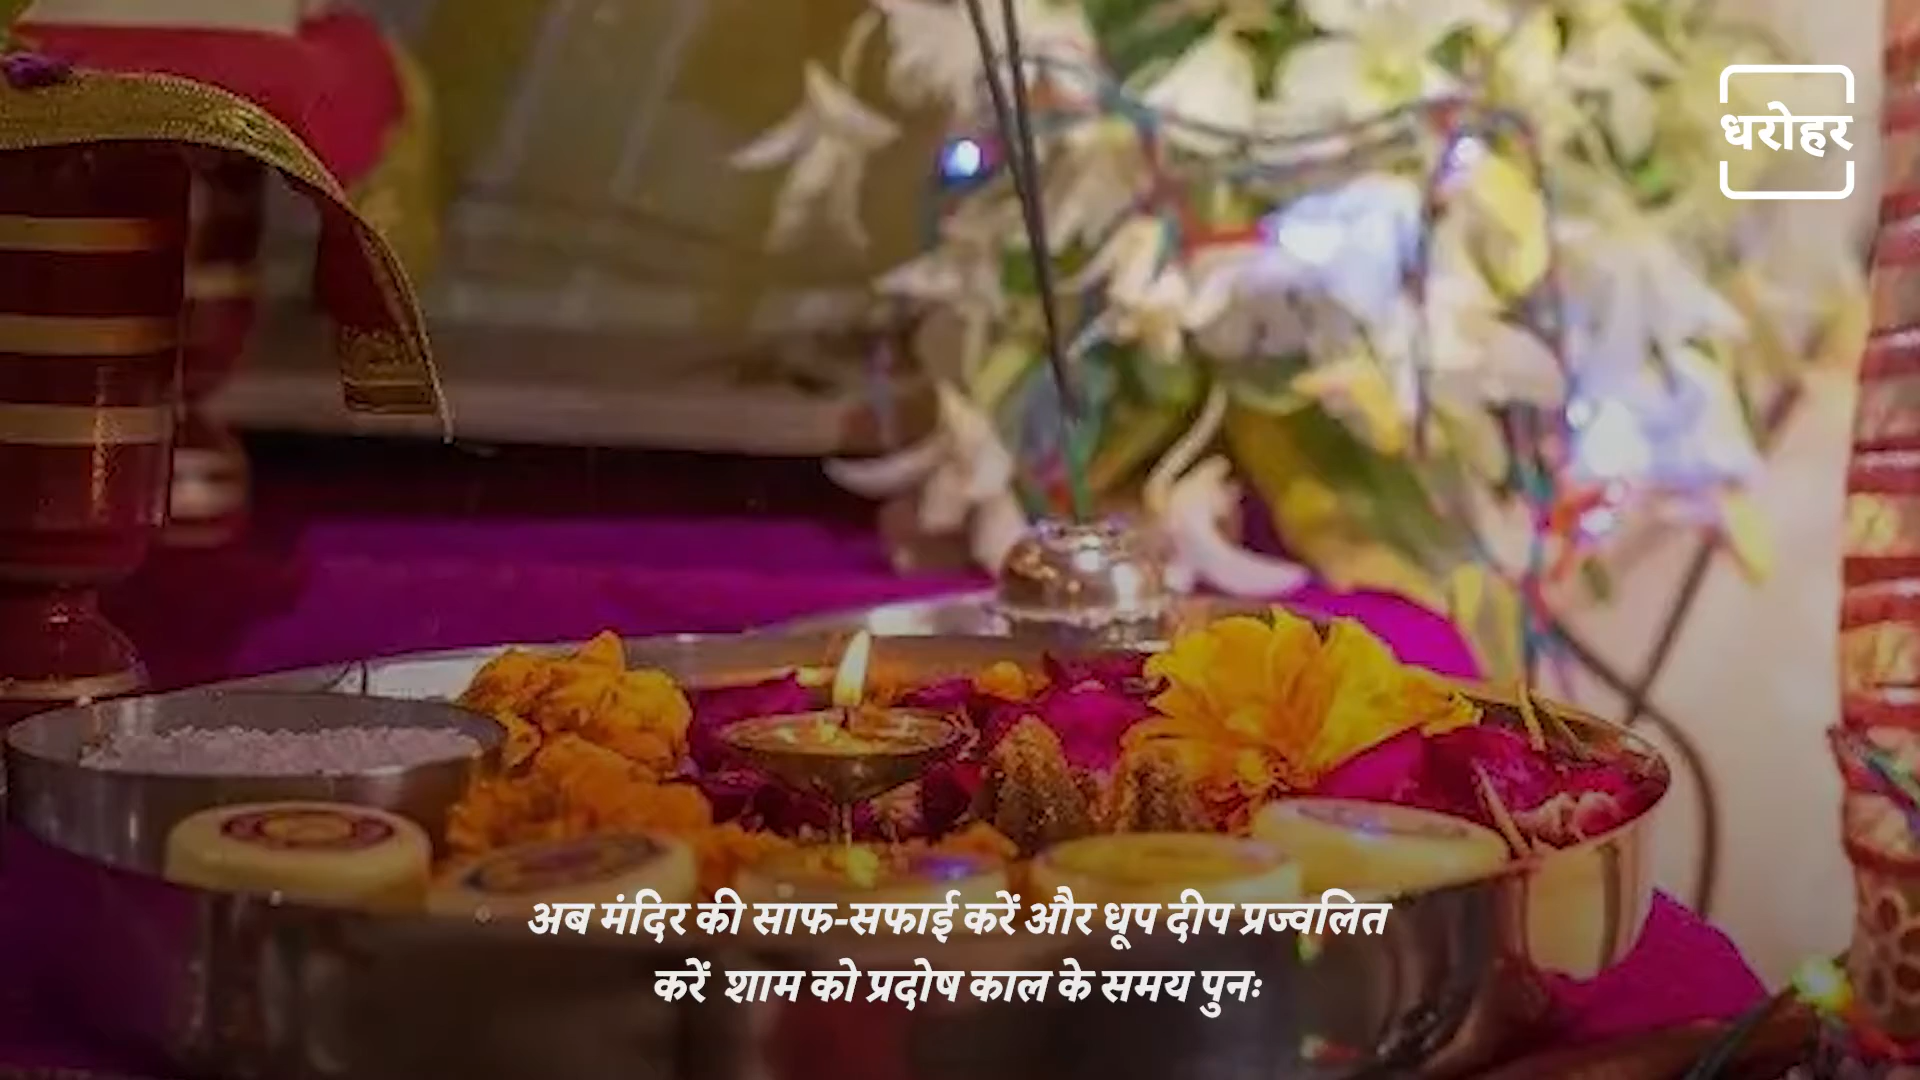 धरोहर
अब मंदिर की साफ-सफाई करें और धूप दीप प्रज्वलित
करें शाम को प्रदोष काल के समय पुनः